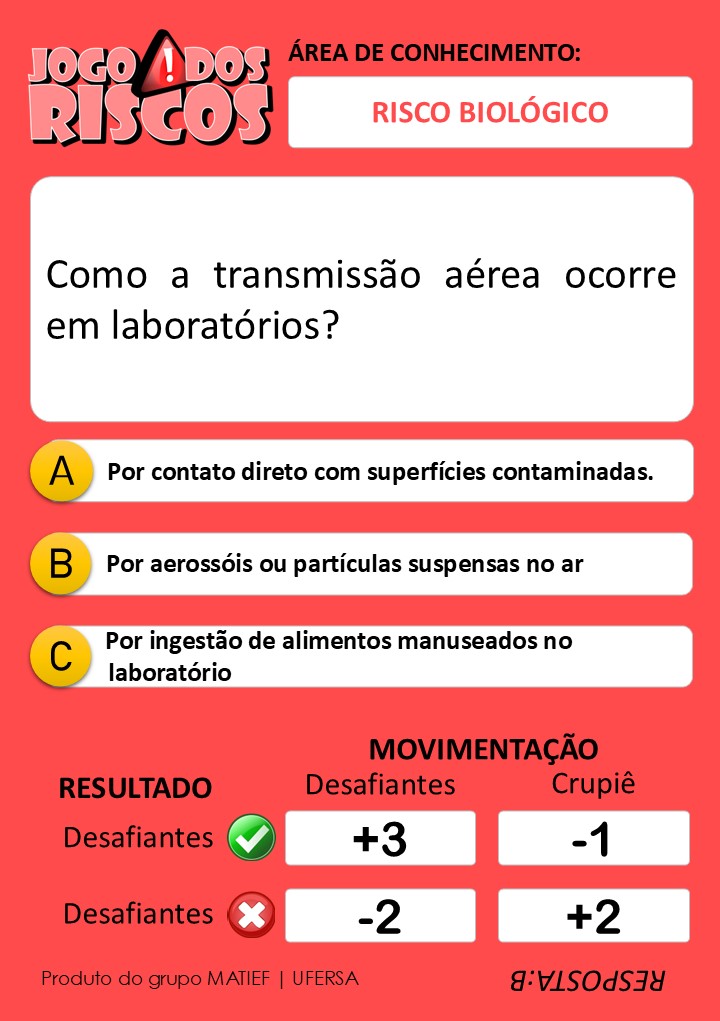 JOGO DOS
RISCOS
ÁREA DE CONHECIMENTO:
RISCO BIOLÓGICO
Como a transmissão aérea ocorre
em laboratórios?
A Por contato direto com superfícies contaminadas.
B Por aerossóis ou partículas suspensas no ar
C Por ingestão de alimentos manuseados no
laboratório
MOVIMENTAÇÃO
RESULTADO Desafiantes Crupiê
Desafiantes +3 -1
Desafiantes -2 +2
Produto do grupo MATIEF | UFERSA
RESPOSTA:B